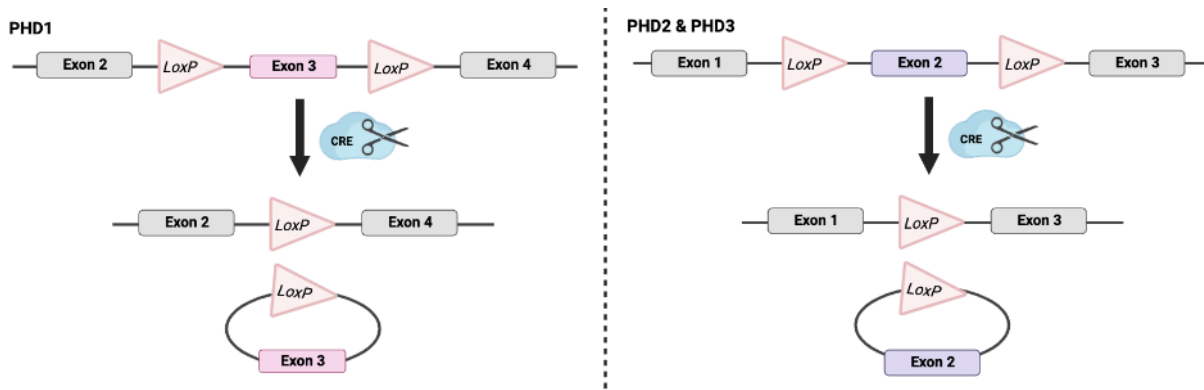 PHD1
Exon 2 LoxP Exon 3 LoxP Exon 4
CRE
Exon 2 LoxP Exon 4
LoxP
Exon 3
PHD2 & PHD3
Exon 1 LoxP Exon 2 LoxP Exon 3
CRE
Exon 1 LoxP Exon 3
LoxP
Exon 2